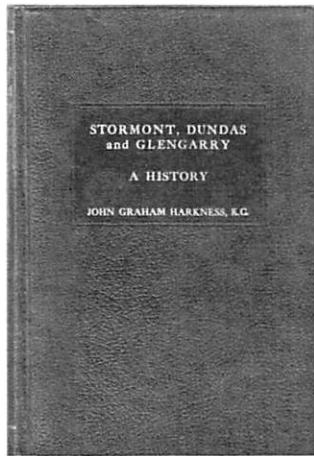 STORMONT, DUNDAS
and GLENGARRY
A HISTORY
JOHN GRAHAM HARKNESS, K.C.